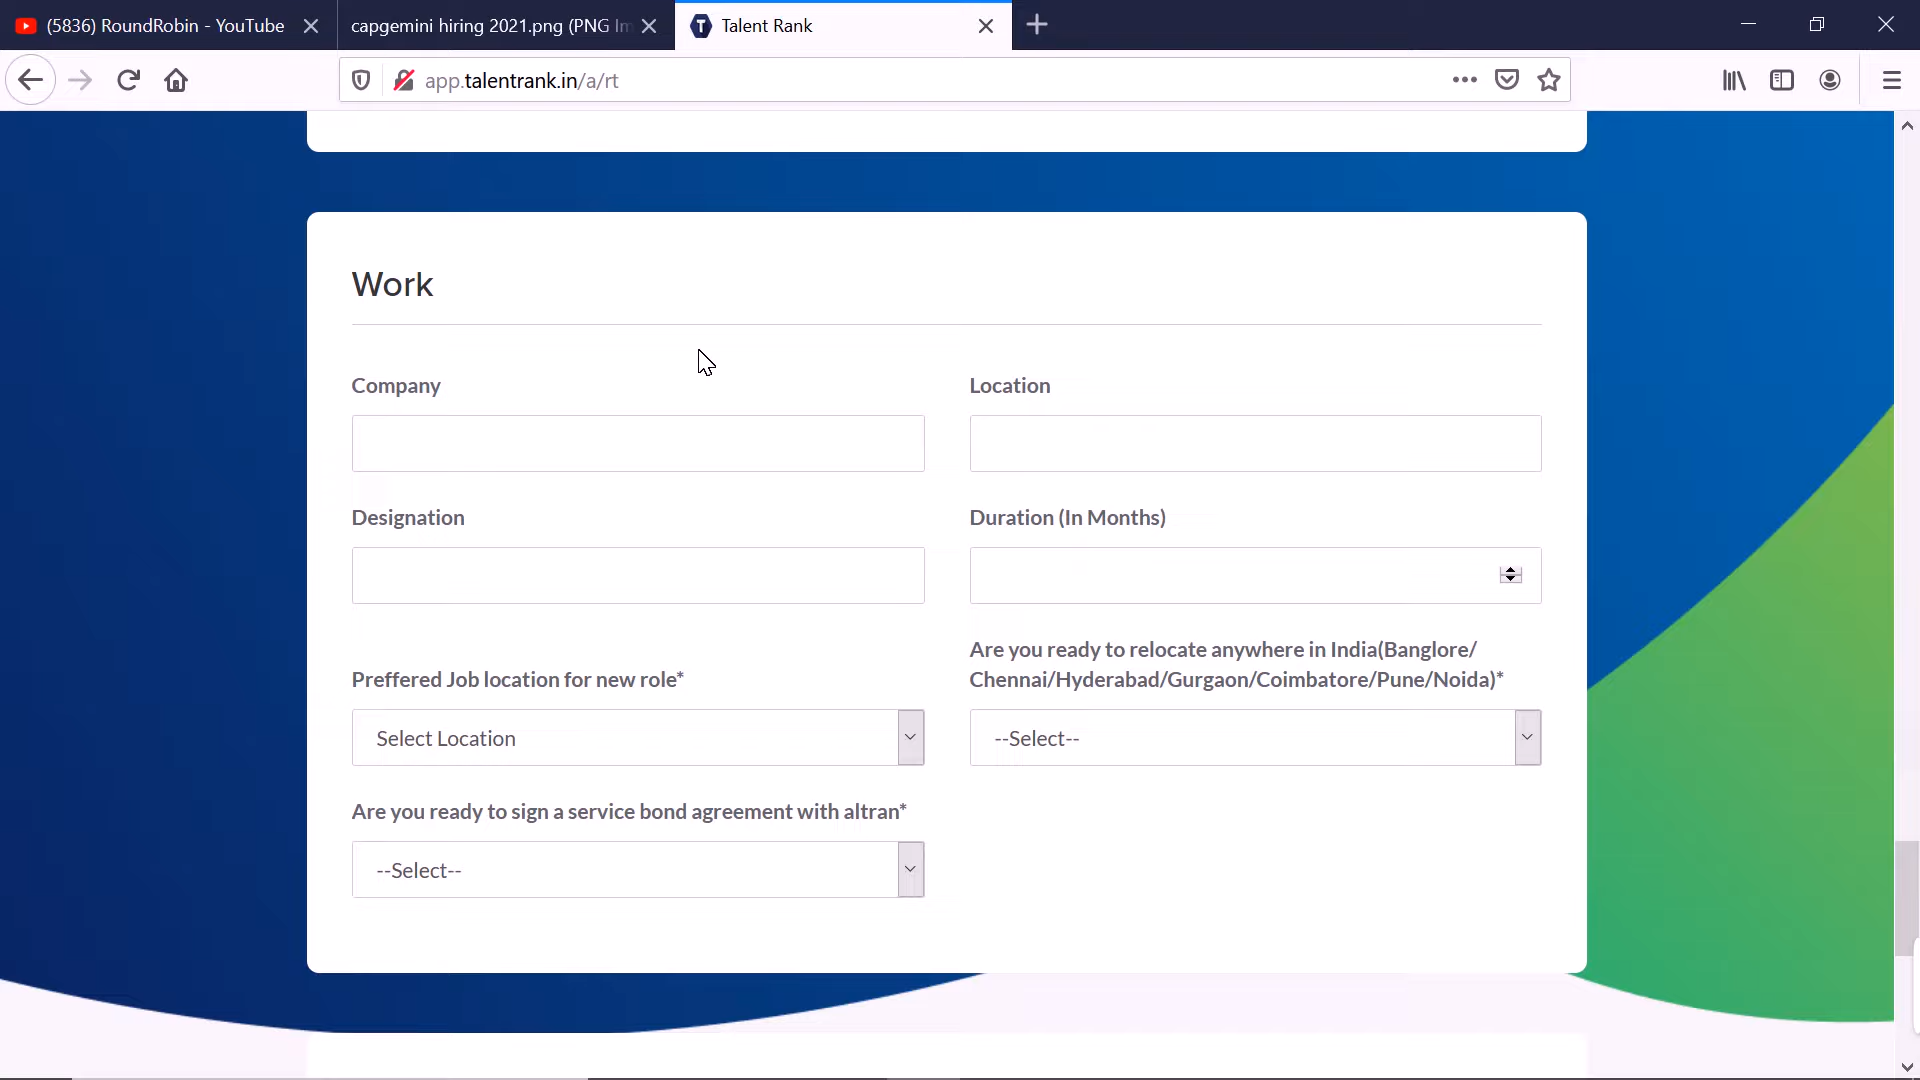 (5836) RoundRobin - YouTube
capgemini hiring 2021.png (PNG Im
Talent Rank
app.talentrank.in/a/rt
Work
Company
Location
Designation
Duration (In Months)
Preffered Job location for new role*
Are you ready to relocate anywhere in India(Banglore/
Chennai/Hyderabad/Gurgaon/Coimbatore/Pune/Noida)*
Select Location
--Select--
Are you ready to sign a service bond agreement with altran*
--Select--